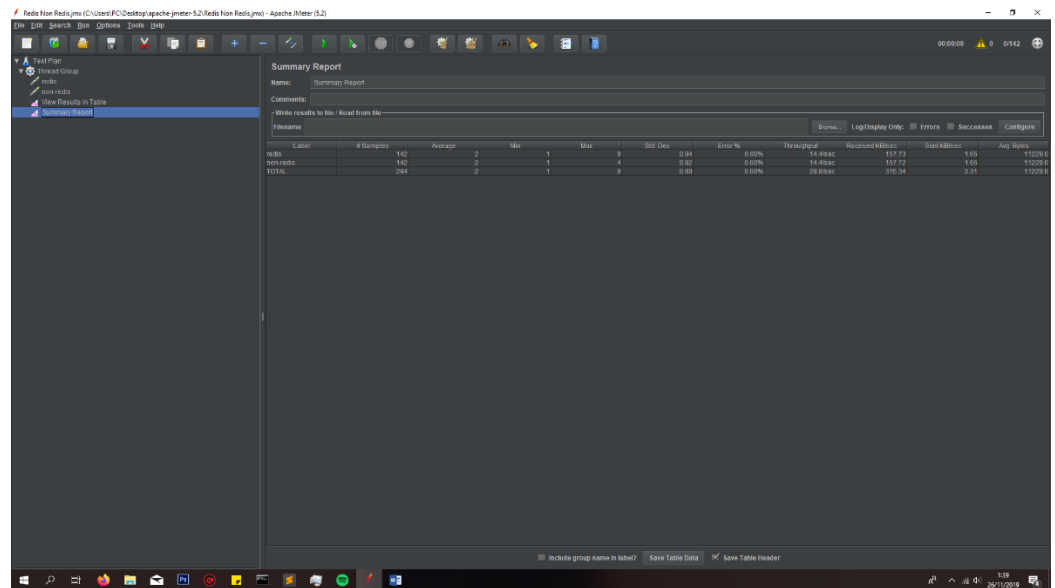 Redis Non Redis.jmx (C:\Users\PC\Desktop\apache-jmeter-5.2\Redis Non Redis.jmx) - Apache JMeter (5.2)
File Edit Search Run Options Tools Help
00:00:09 0 0/142
Test Plan
Thread Group
redis
non-redis
View Results in Table
Summary Report
Summary Report
Name: Summary Report
Comments:
Write results to file / Read from file
Filename Browse... Log/Display Only: Errors Successes Configure
Label # Samples Average Min Max Std. Dev. Error % Throughput Received KB/sec Sent KB/sec Avg. Bytes
redis 142 2 1 9 0.94 0.00% 14.4/sec 157.73 1.66 11229.0
non-redis 142 2 1 4 0.82 0.00% 14.4/sec 157.72 1.66 11229.0
TOTAL 284 2 1 9 0.89 0.00% 28.8/sec 315.34 3.31 11229.0
Include group name in label? Save Table Data Save Table Header
1:39
26/11/2019